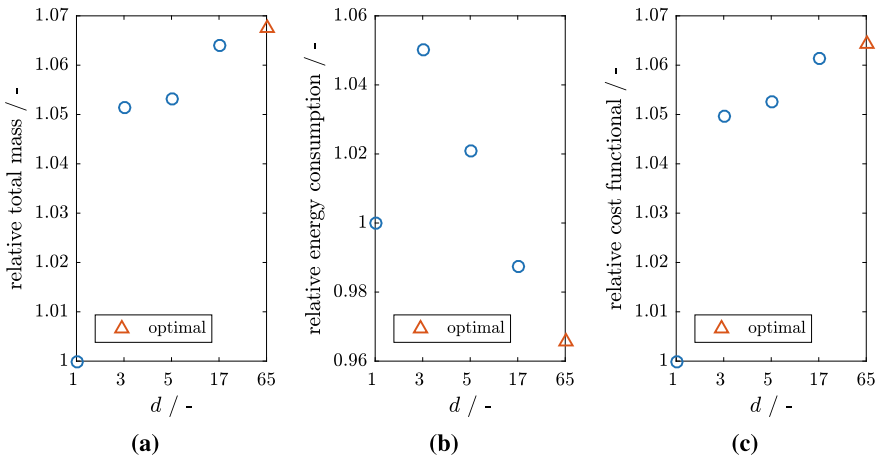 relative total mass / -
1.07
1.06
1.05
1.04
1.03
1.02
1.01
1
optimal
1 3 5 17 65
d / -
(a)
relative energy consumption / -
1.06
1.04
1.02
1
0.98
0.96
optimal
1 3 5 17 65
d / -
(b)
relative cost functional / -
1.07
1.06
1.05
1.04
1.03
1.02
1.01
1
optimal
1 3 5 17 65
d / -
(c)